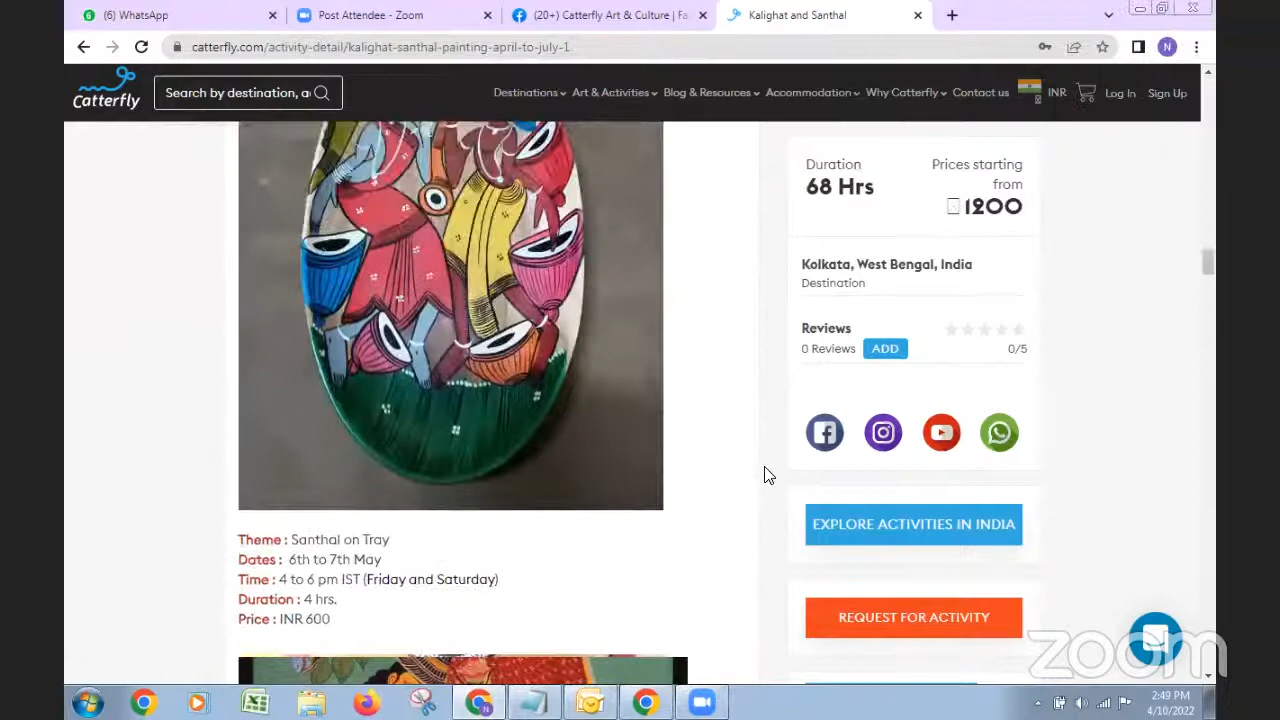 (6) WhatsApp
Post Attendee - Zoom
(20+) Catterfly Art & Culture | Fa
Kalighat and Santhal
catterfly.com/activity-detail/kalighat-santhal-painting-april-to-july-1
Catterfly
Search by destination, a
Destinations
Art & Activities
Blog & Resources
Accommodation
Why Catterfly
Contact us
INR
Log In
Sign Up
Duration
68 Hrs
Prices starting
from
1200
Kolkata, West Bengal, India
Destination
Reviews
0 Reviews
ADD
0/5
EXPLORE ACTIVITIES IN INDIA
REQUEST FOR ACTIVITY
Theme : Santhal on Tray
Dates : 6th to 7th May
Time : 4 to 6 pm IST (Friday and Saturday)
Duration : 4 hrs.
Price : INR 600
zoom
2:49 PM
4/10/2022